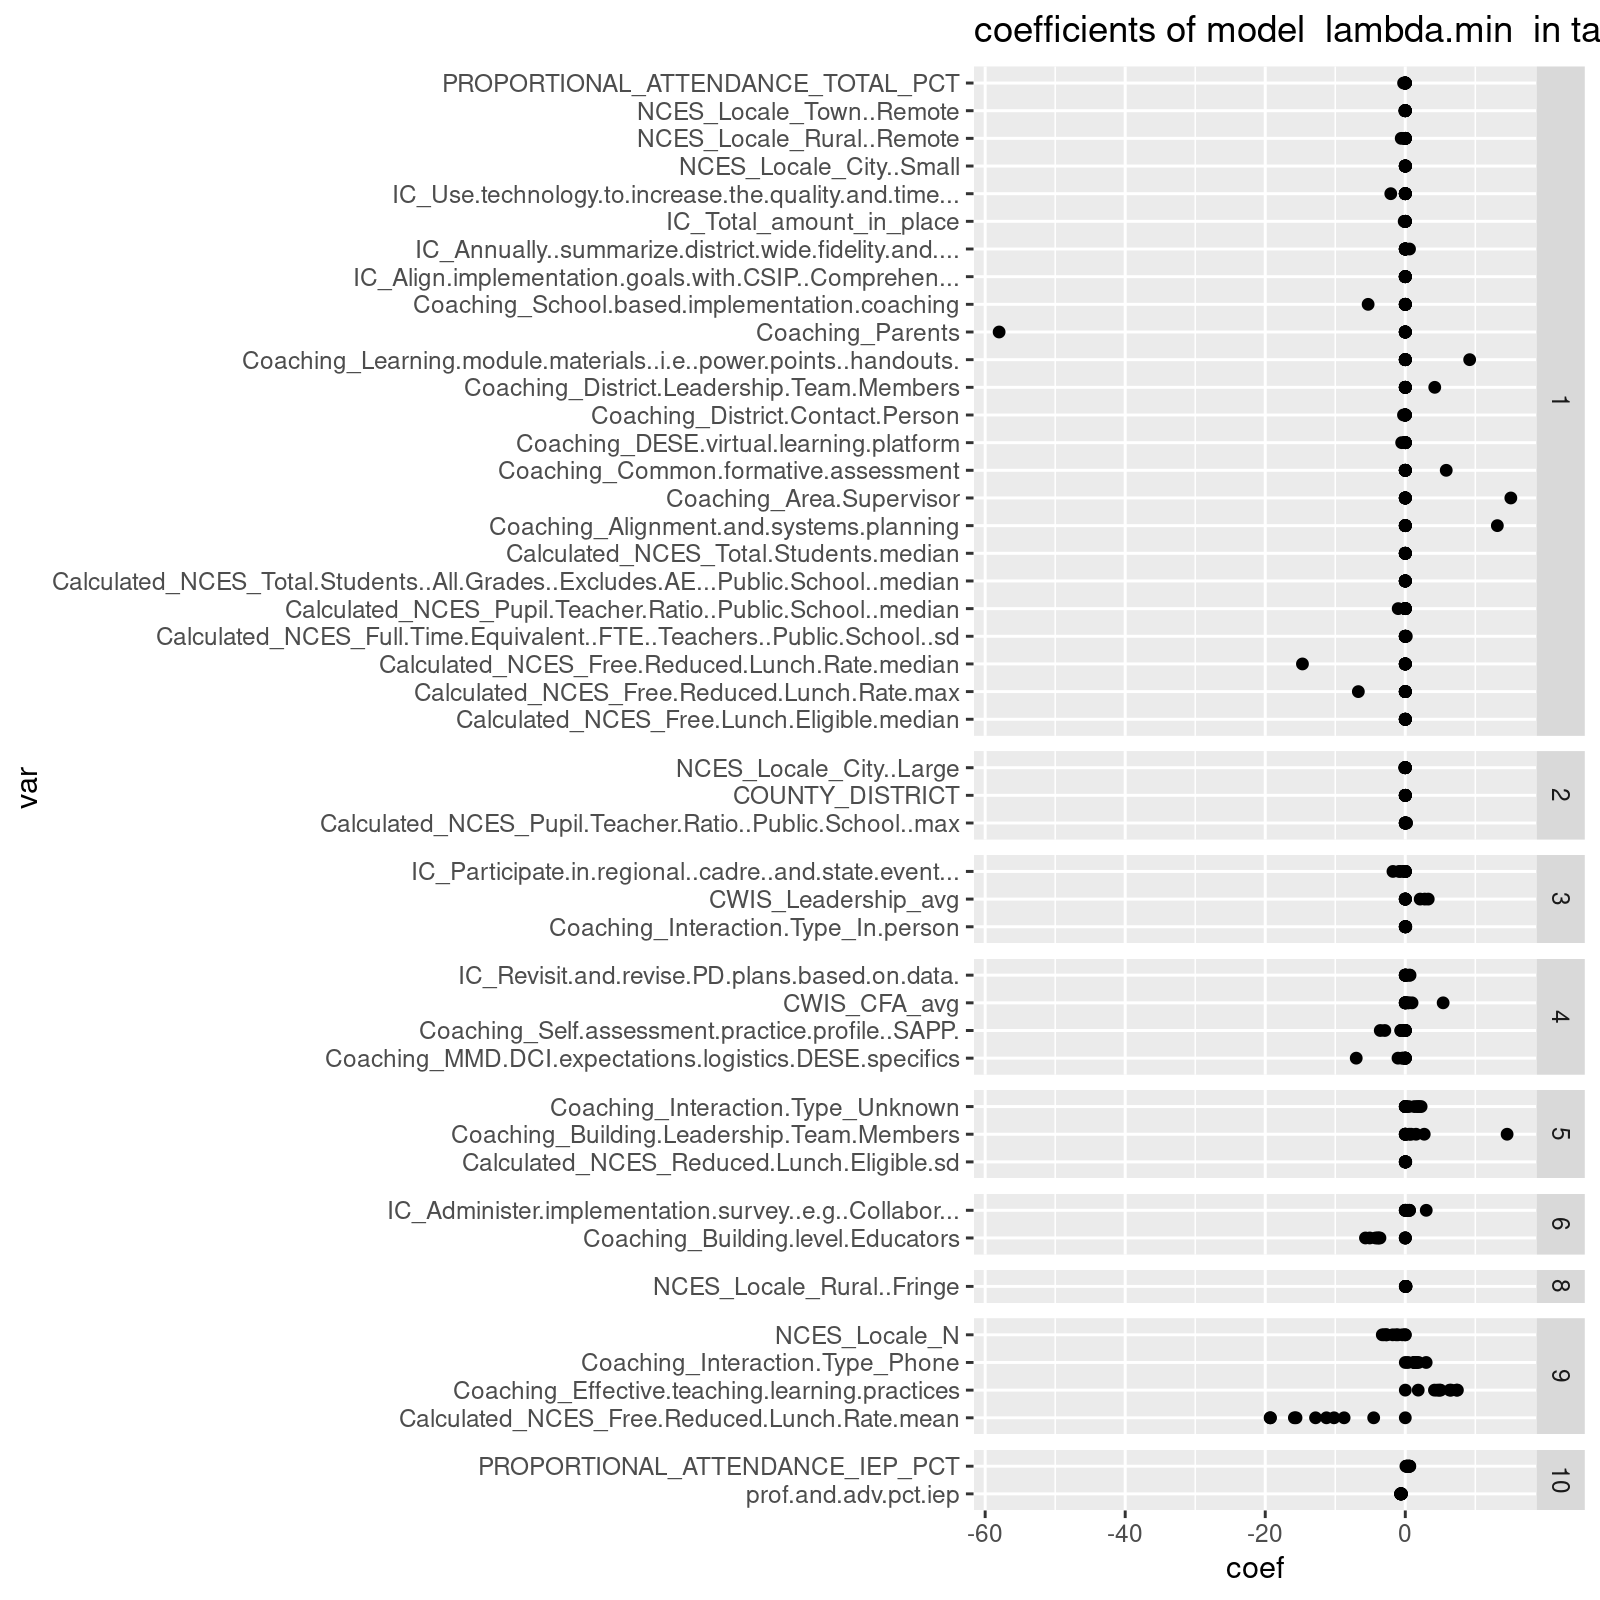 coefficients of model  lambda.min  in ta
PROPORTIONAL_ATTENDANCE_TOTAL_PCT
NCES_Locale_Town..Remote
NCES_Locale_Rural..Remote
NCES_Locale_City..Small
IC_Use.technology.to.increase.the.quality.and.time...
IC_Total_amount_in_place
IC_Annually..summarize.district.wide.fidelity.and....
IC_Align.implementation.goals.with.CSIP..Comprehen...
Coaching_School.based.implementation.coaching
Coaching_Parents
Coaching_Learning.module.materials..i.e..power.points..handouts.
Coaching_District.Leadership.Team.Members
Coaching_District.Contact.Person
Coaching_DESE.virtual.learning.platform
Coaching_Common.formative.assessment
Coaching_Area.Supervisor
Coaching_Alignment.and.systems.planning
Calculated_NCES_Total.Students.median
Calculated_NCES_Total.Students..All.Grades..Excludes.AE...Public.School..median
Calculated_NCES_Pupil.Teacher.Ratio..Public.School..median
Calculated_NCES_Full.Time.Equivalent..FTE..Teachers..Public.School..sd
Calculated_NCES_Free.Reduced.Lunch.Rate.median
Calculated_NCES_Free.Reduced.Lunch.Rate.max
Calculated_NCES_Free.Lunch.Eligible.median
1
NCES_Locale_City..Large
COUNTY_DISTRICT
Calculated_NCES_Pupil.Teacher.Ratio..Public.School..max
2
IC_Participate.in.regional..cadre..and.state.event...
CWIS_Leadership_avg
Coaching_Interaction.Type_In.person
3
IC_Revisit.and.revise.PD.plans.based.on.data.
CWIS_CFA_avg
Coaching_Self.assessment.practice.profile..SAPP.
Coaching_MMD.DCI.expectations.logistics.DESE.specifics
4
Coaching_Interaction.Type_Unknown
Coaching_Building.Leadership.Team.Members
Calculated_NCES_Reduced.Lunch.Eligible.sd
5
IC_Administer.implementation.survey..e.g..Collabor...
Coaching_Building.level.Educators
6
NCES_Locale_Rural..Fringe
8
NCES_Locale_N
Coaching_Interaction.Type_Phone
Coaching_Effective.teaching.learning.practices
Calculated_NCES_Free.Reduced.Lunch.Rate.mean
9
PROPORTIONAL_ATTENDANCE_IEP_PCT
prof.and.adv.pct.iep
10
var
-60 -40 -20 0
coef